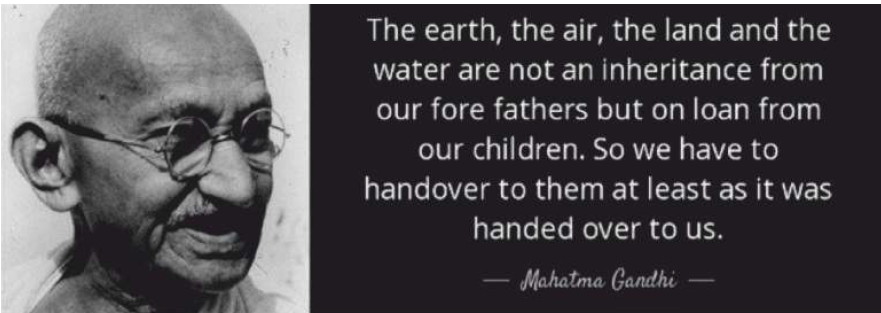 The earth, the air, the land and the
water are not an inheritance from
our fore fathers but on loan from
our children. So we have to
handover to them at least as it was
handed over to us.
— Mahatma Gandhi —